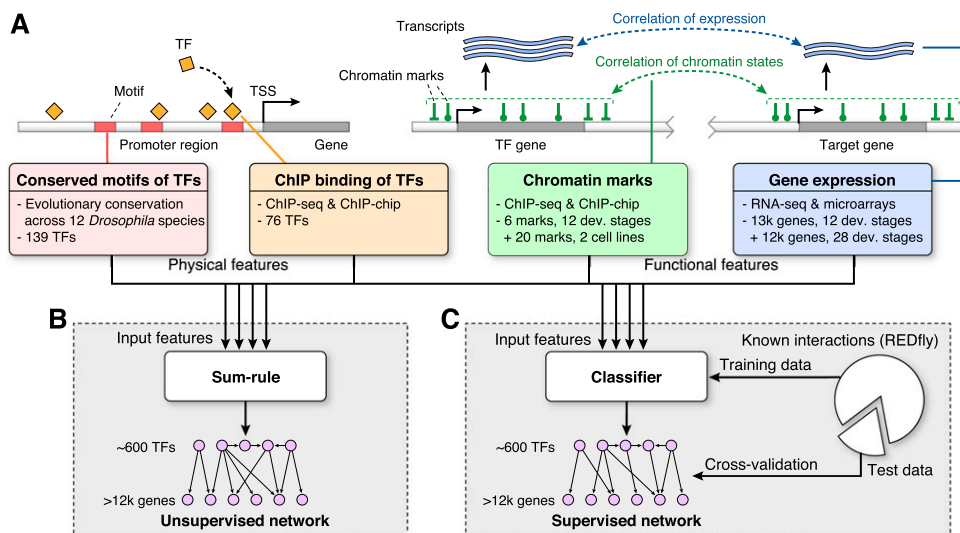 A
Transcripts
Correlation of expression
TF
Correlation of chromatin states
Chromatin marks
Motif
TSS
Promoter region
Gene
TF gene
Target gene
Conserved motifs of TFs
- Evolutionary conservation
across 12 Drosophila species
- 139 TFs
ChIP binding of TFs
- ChIP-seq & ChIP-chip
- 76 TFs
Chromatin marks
- ChIP-seq & ChIP-chip
- 6 marks, 12 dev. stages
+ 20 marks, 2 cell lines
Gene expression
- RNA-seq & microarrays
- 13k genes, 12 dev. stages
+ 12k genes, 28 dev. stages
Physical features
Functional features
B
Input features
Sum-rule
~600 TFs
>12k genes
Unsupervised network
C
Input features
Known interactions (REDfly)
Classifier
Training data
~600 TFs
Cross-validation
Test data
>12k genes
Supervised network